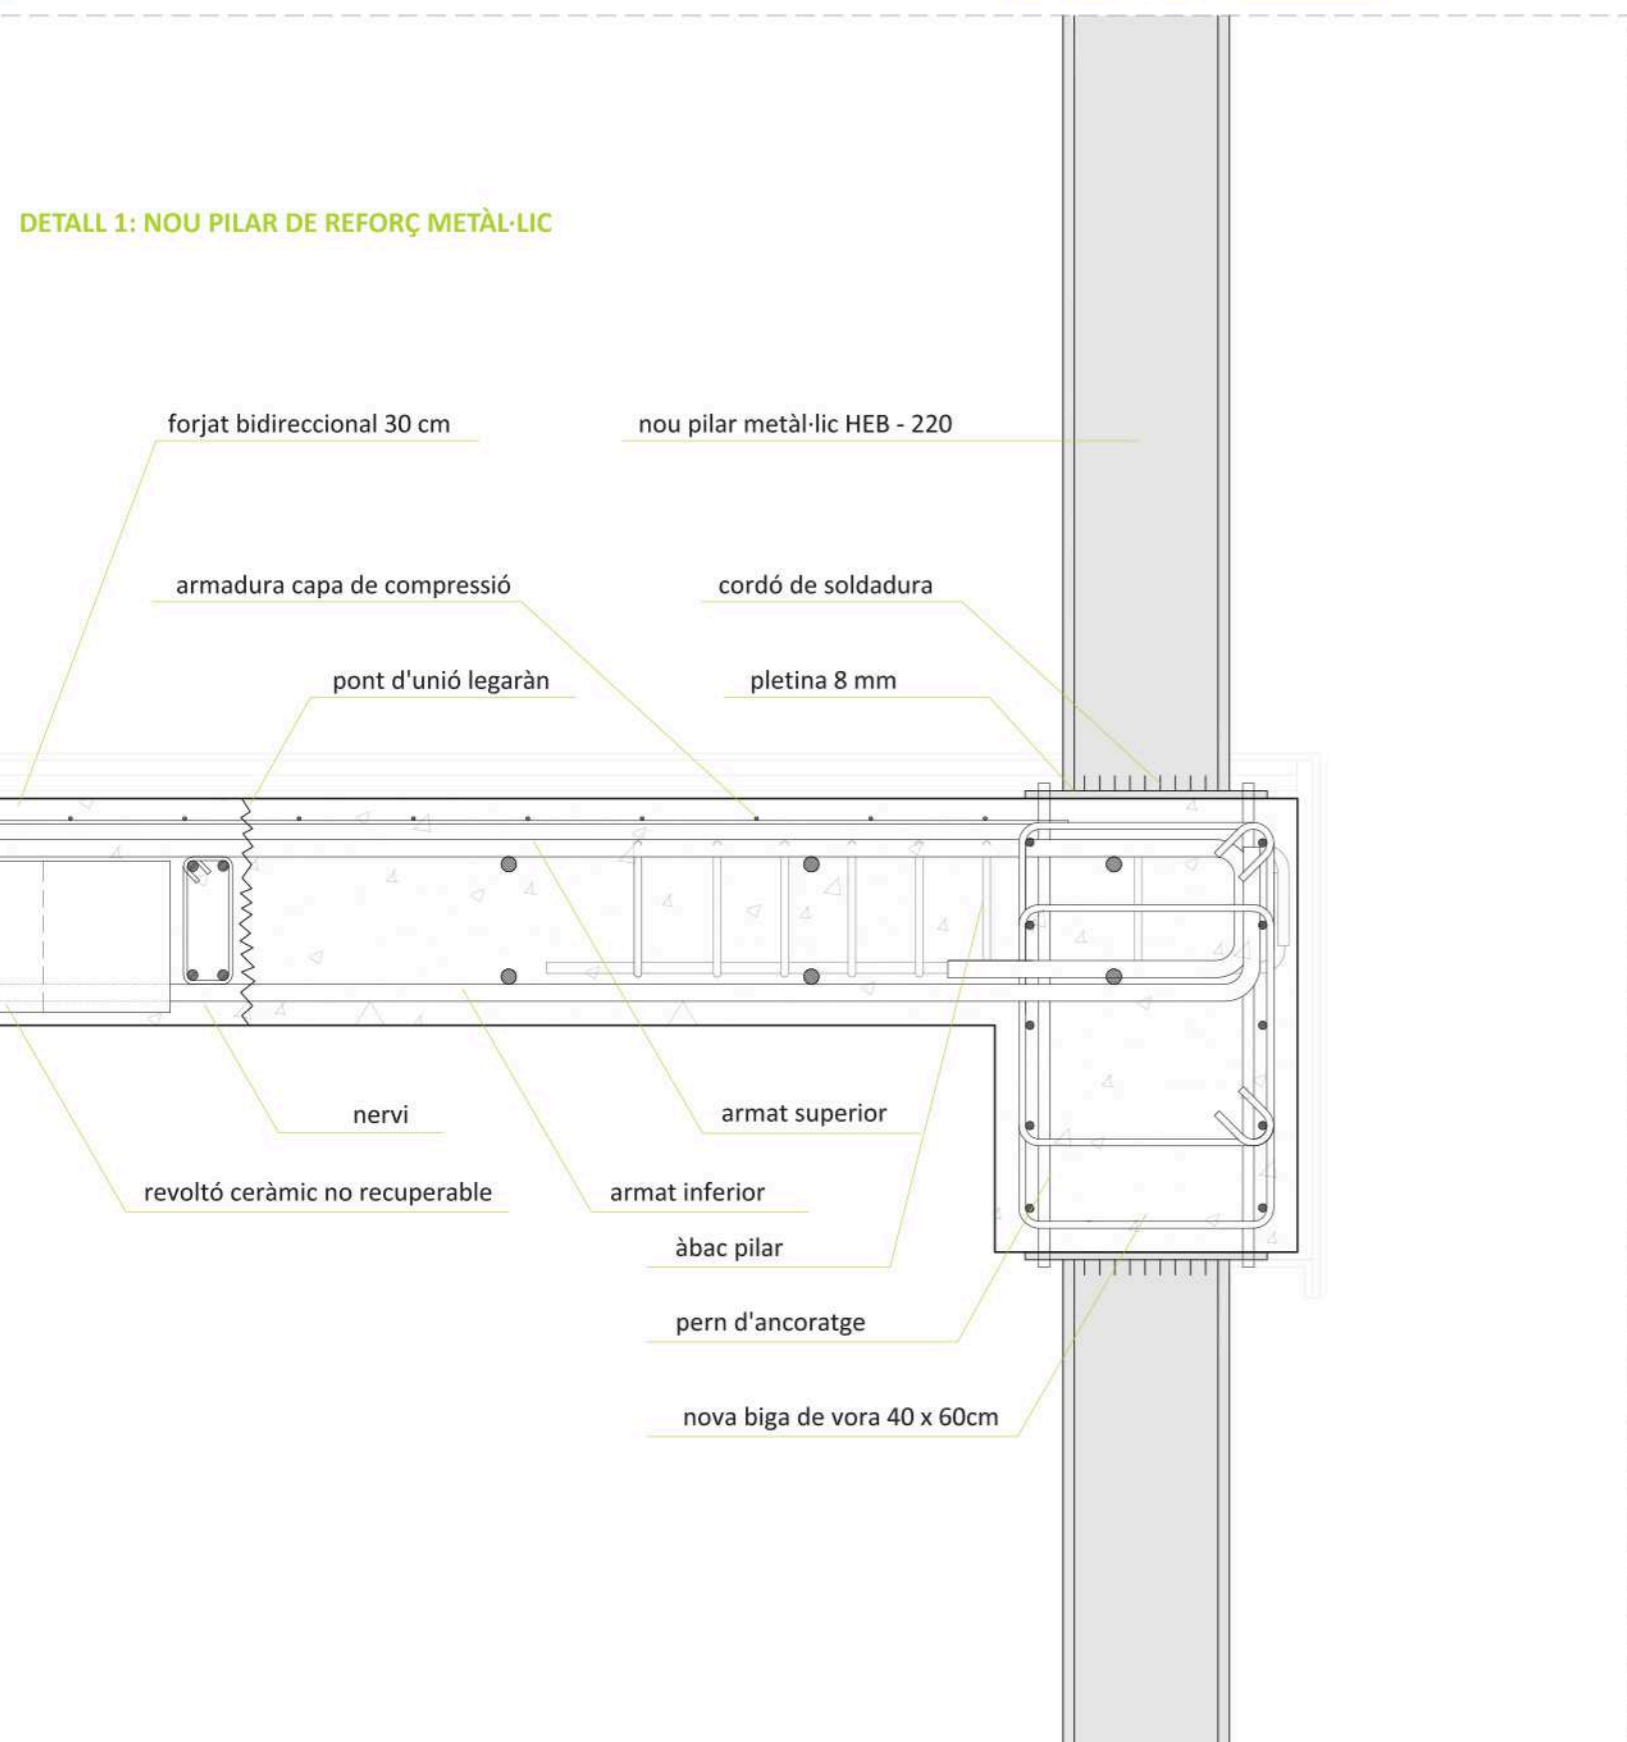 DETALL 1: NOU PILAR DE REFORÇ METÀL·LIC
forjat bidireccional 30 cm
nou pilar metàl·lic HEB - 220
armadura capa de compressió
cordó de soldadura
pont d'unió legaràn
pletina 8 mm
nervi
armat superior
revoltó ceràmic no recuperable
armat inferior
àbac pilar
pern d'ancoratge
nova biga de vora 40 x 60cm